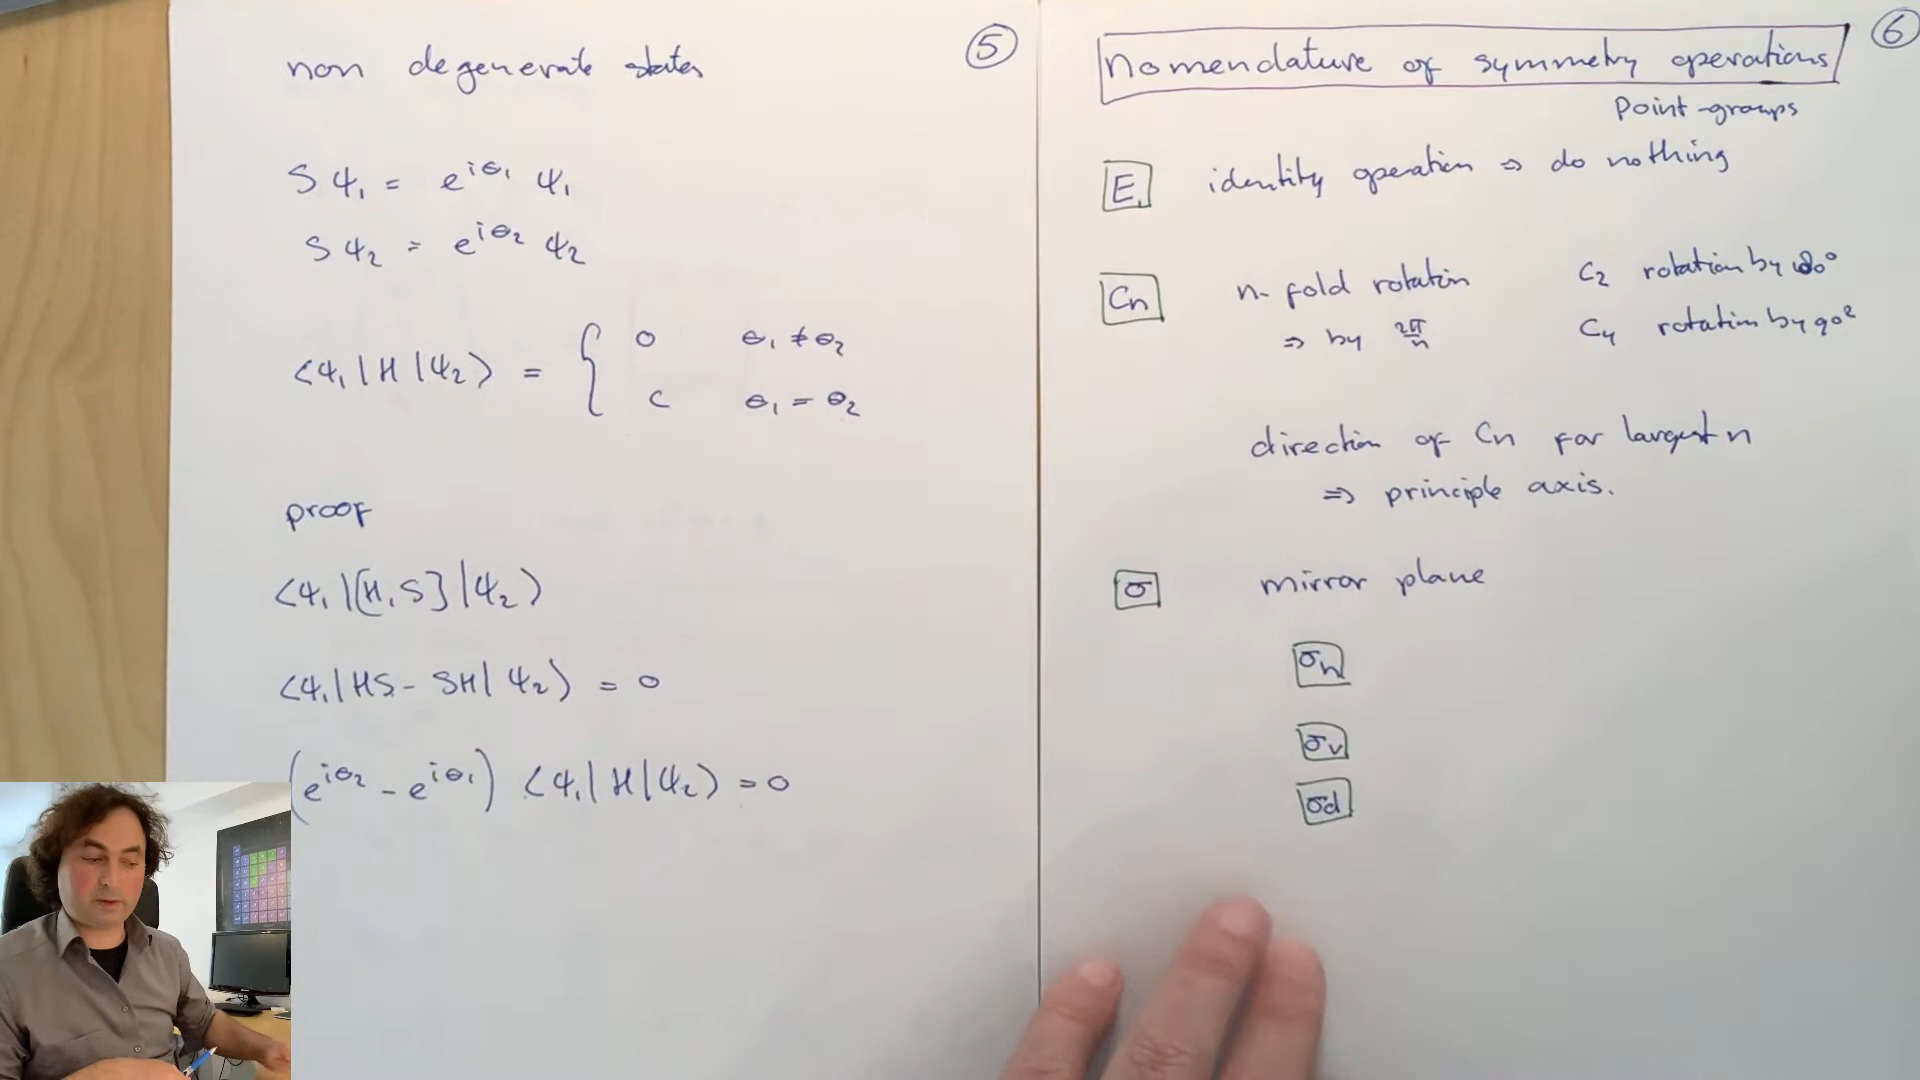 5
non degenerate states
Sψ₁ = e^{iθ₁} ψ₁
Sψ₂ = e^{iθ₂} ψ₂
⟨ψ₁|H|ψ₂⟩ = { 0 θ₁ ≠ θ₂
c θ₁ = θ₂
proof
⟨ψ₁|[H,S]|ψ₂⟩
⟨ψ₁|HS - SH|ψ₂⟩ = 0
(e^{iθ₂} - e^{iθ₁}) ⟨ψ₁|H|ψ₂⟩ = 0
6
nomenclature of symmetry operations
Point-groups
E identity operation ⇒ do nothing
Cn n-fold rotation C₂ rotation by 180°
⇒ by 2π/n C₄ rotation by 90°
direction of Cn for largest n
⇒ principle axis.
σ mirror plane
σh
σv
σd